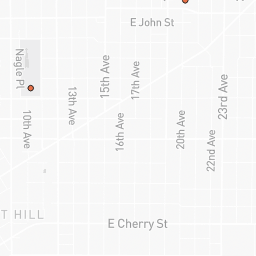 E John St
Nagle Pl
10th Ave
13th Ave
15th Ave
16th Ave
17th Ave
20th Ave
22nd Ave
23rd Ave
T HILL
E Cherry St